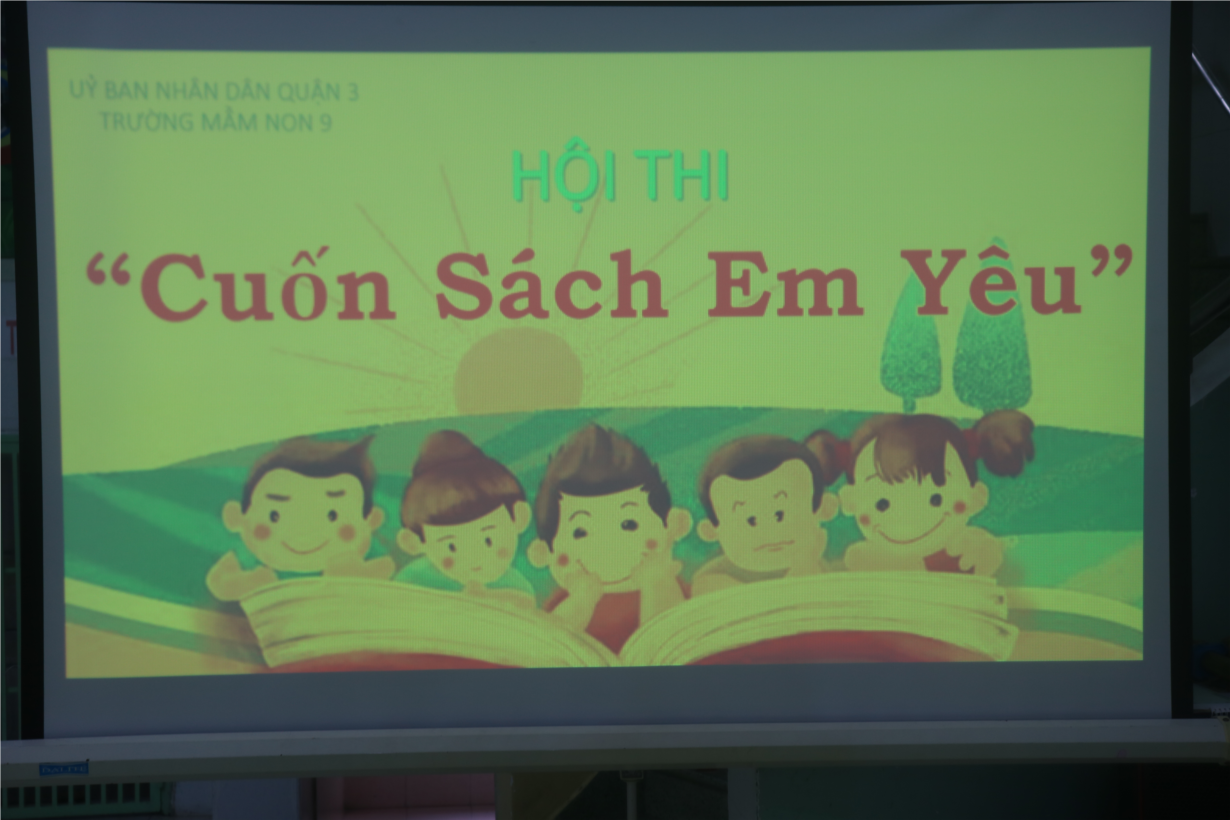 UỶ BAN NHÂN DÂN QUẬN 3
TRƯỜNG MẦM NON 9
HỘI THI
“Cuốn Sách Em Yêu”